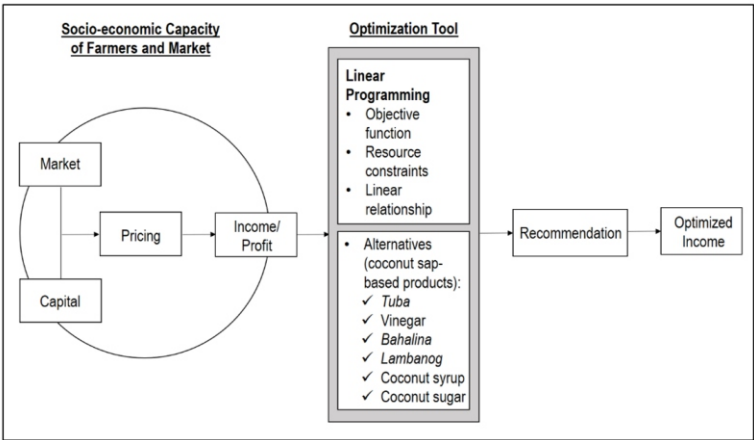 Socio-economic Capacity
of Farmers and Market
Optimization Tool
Market
Capital
Pricing
Income/
Profit
Linear
Programming
• Objective
function
• Resource
constraints
• Linear
relationship
• Alternatives
(coconut sap-
based products):
✓ Tuba
✓ Vinegar
✓ Bahalina
✓ Lambanog
✓ Coconut syrup
✓ Coconut sugar
Recommendation
Optimized
Income